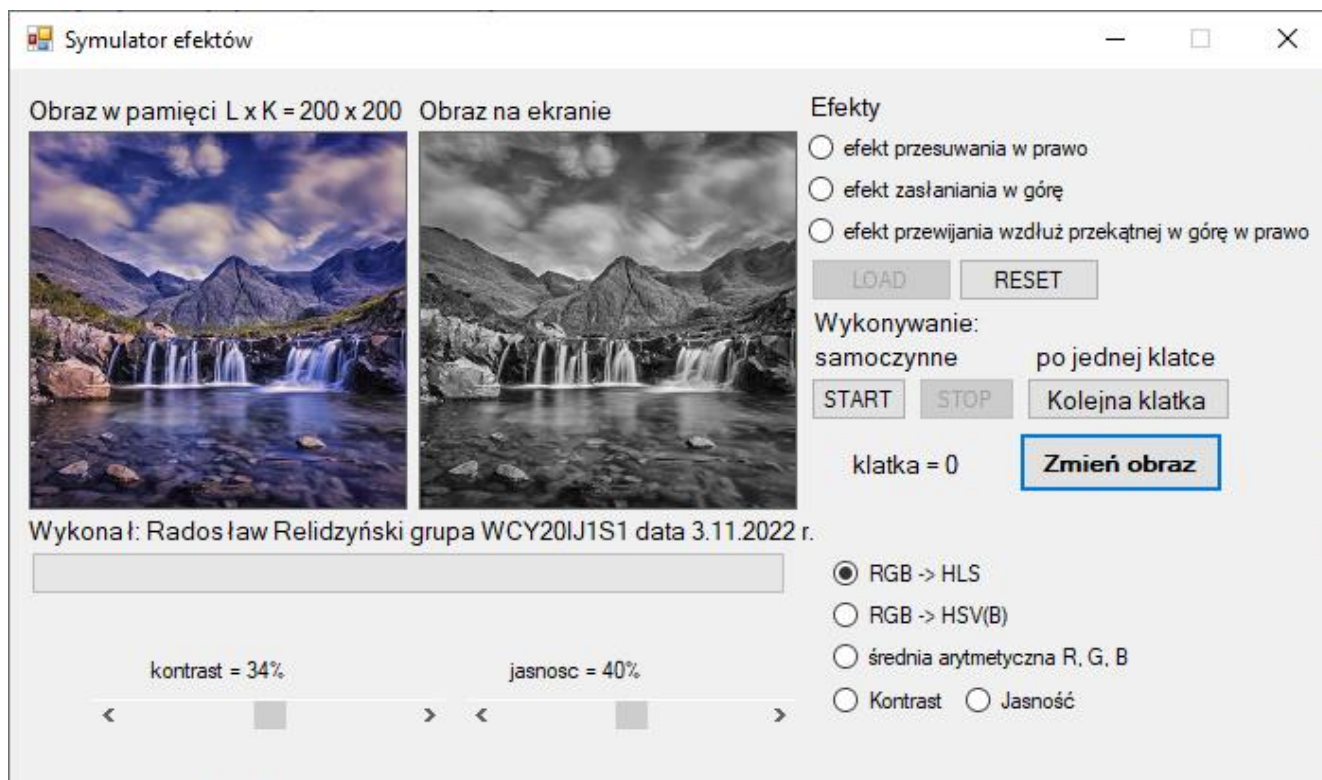 Symulator efektów
Obraz w pamięci L x K = 200 x 200
Obraz na ekranie
Efekty
efekt przesuwania w prawo
efekt zasłaniania w górę
efekt przewijania wzdłuż przekątnej w górę w prawo
LOAD
RESET
Wykonywanie:
samoczynne
po jednej klatce
START
STOP
Kolejna klatka
klatka = 0
Zmień obraz
Wykonał: Radosław Relidzyński grupa WCY20IJ1S1 data 3.11.2022 r.
RGB -> HLS
RGB -> HSV(B)
średnia arytmetyczna R, G, B
Kontrast
Jasność
kontrast = 34%
jasnosc = 40%